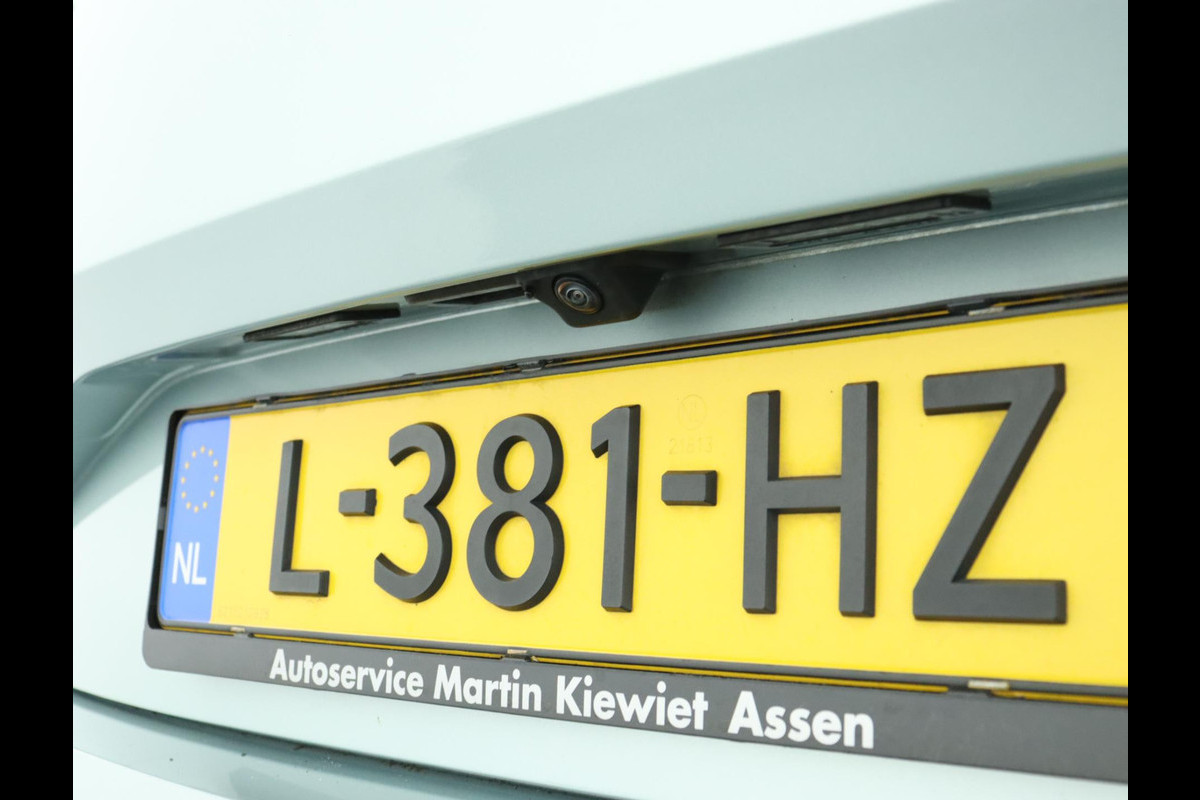 NL
L-381-HZ
Autoservice Martin Kiewiet Assen